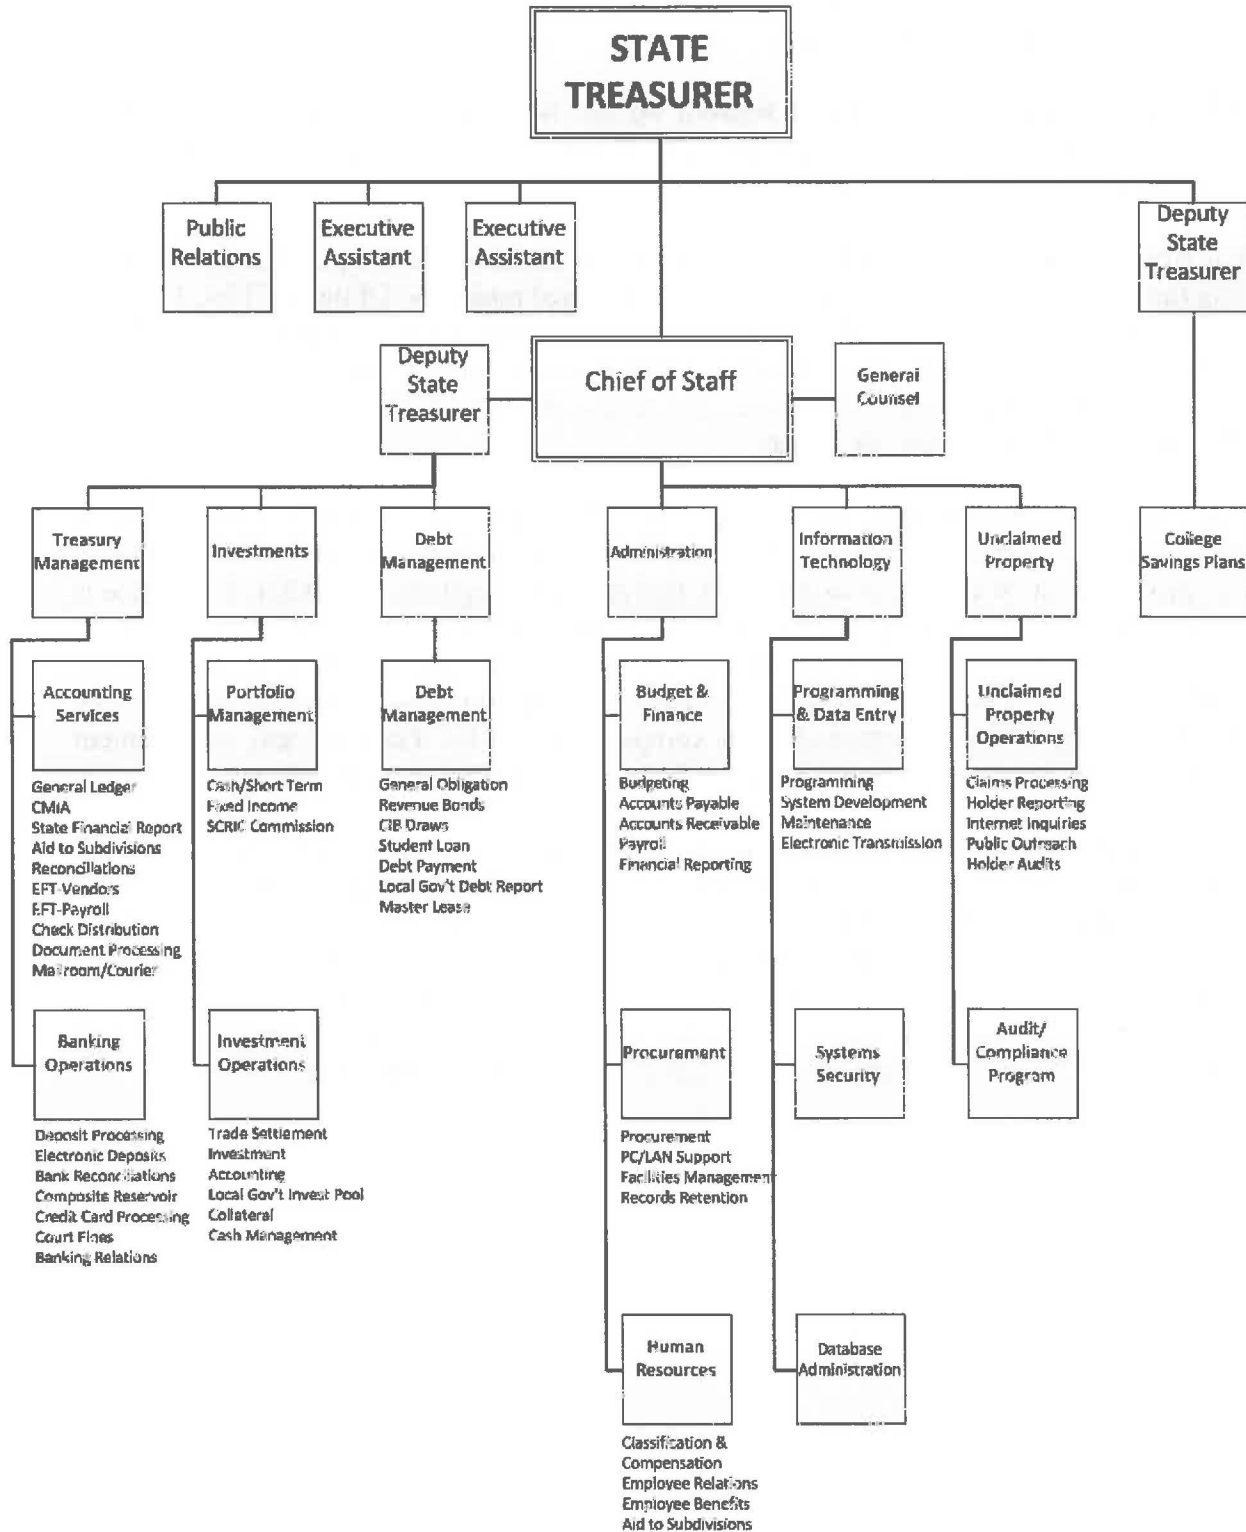 STATE
TREASURER
Public
Relations
Executive
Assistant
Executive
Assistant
Deputy
State
Treasurer
Deputy
State
Treasurer
Chief of Staff
General
Counsel
Treasury
Management
Investments
Debt
Management
Administration
Information
Technology
Unclaimed
Property
College
Savings Plans
Accounting
Services
General Ledger
CMIA
State Financial Report
Aid to Subdivisions
Reconciliations
EFT-Vendors
EFT-Payroll
Check Distribution
Document Processing
Mailroom/Courier
Portfolio
Management
Cash/Short Term
Fixed Income
SCRIC Commission
Debt
Management
General Obligation
Revenue Bonds
CIB Draws
Student Loan
Debt Payment
Local Gov't Debt Report
Master Lease
Budget &
Finance
Budgeting
Accounts Payable
Accounts Receivable
Payroll
Financial Reporting
Programming
& Data Entry
Programming
System Development
Maintenance
Electronic Transmission
Unclaimed
Property
Operations
Claims Processing
Holder Reporting
Internet Inquiries
Public Outreach
Holder Audits
Banking
Operations
Deposit Processing
Electronic Deposits
Bank Reconciliations
Composite Reservoir
Credit Card Processing
Court Fines
Banking Relations
Investment
Operations
Trade Settlement
Investment
Accounting
Local Gov't Invest Pool
Collateral
Cash Management
Procurement
Procurement
PC/LAN Support
Facilities Management
Records Retention
Systems
Security
Audit/
Compliance
Program
Human
Resources
Classification &
Compensation
Employee Relations
Employee Benefits
Aid to Subdivisions
Database
Administration